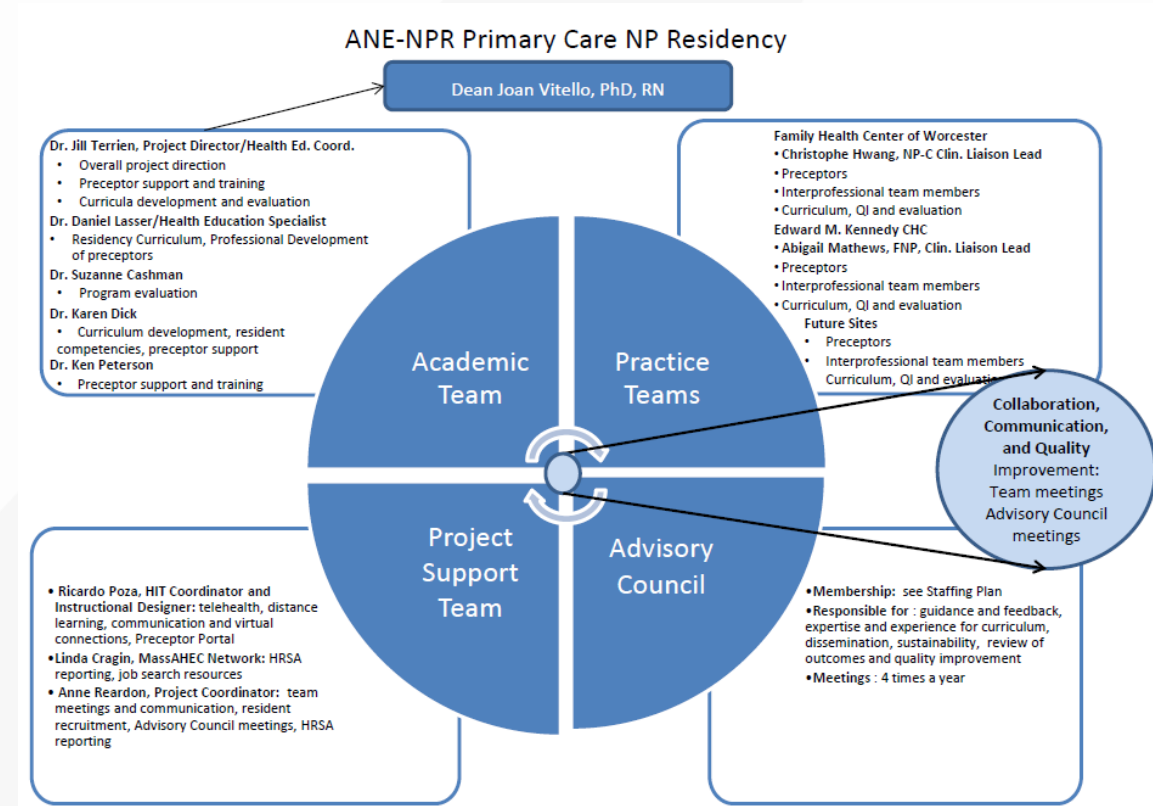 ANE-NPR Primary Care NP Residency
Dean Joan Vitello, PhD, RN
Dr. Jill Terrien, Project Director/Health Ed. Coord.
• Overall project direction
• Preceptor support and training
• Curricula development and evaluation
Dr. Daniel Lasser/Health Education Specialist
• Residency Curriculum, Professional Development
of preceptors
Dr. Suzanne Cashman
• Program evaluation
Dr. Karen Dick
• Curriculum development, resident
competencies, preceptor support
Dr. Ken Peterson
• Preceptor support and training
Family Health Center of Worcester
• Christophe Hwang, NP-C Clin. Liaison Lead
• Preceptors
• Interprofessional team members
• Curriculum, QI and evaluation
Edward M. Kennedy CHC
• Abigail Mathews, FNP, Clin. Liaison Lead
• Preceptors
• Interprofessional team members
• Curriculum, QI and evaluation
Future Sites
• Preceptors
• Interprofessional team members
Curriculum, QI and evaluation
Academic
Team
Practice
Teams
Collaboration,
Communication,
and Quality
Improvement:
Team meetings
Advisory Council
meetings
Project
Support
Team
Advisory
Council
• Ricardo Poza, HIT Coordinator and
Instructional Designer: telehealth, distance
learning, communication and virtual
connections, Preceptor Portal
•Linda Cragin, MassAHEC Network: HRSA
reporting, job search resources
• Anne Reardon, Project Coordinator: team
meetings and communication, resident
recruitment, Advisory Council meetings, HRSA
reporting
•Membership: see Staffing Plan
•Responsible for : guidance and feedback,
expertise and experience for curriculum,
dissemination, sustainability, review of
outcomes and quality improvement
•Meetings : 4 times a year